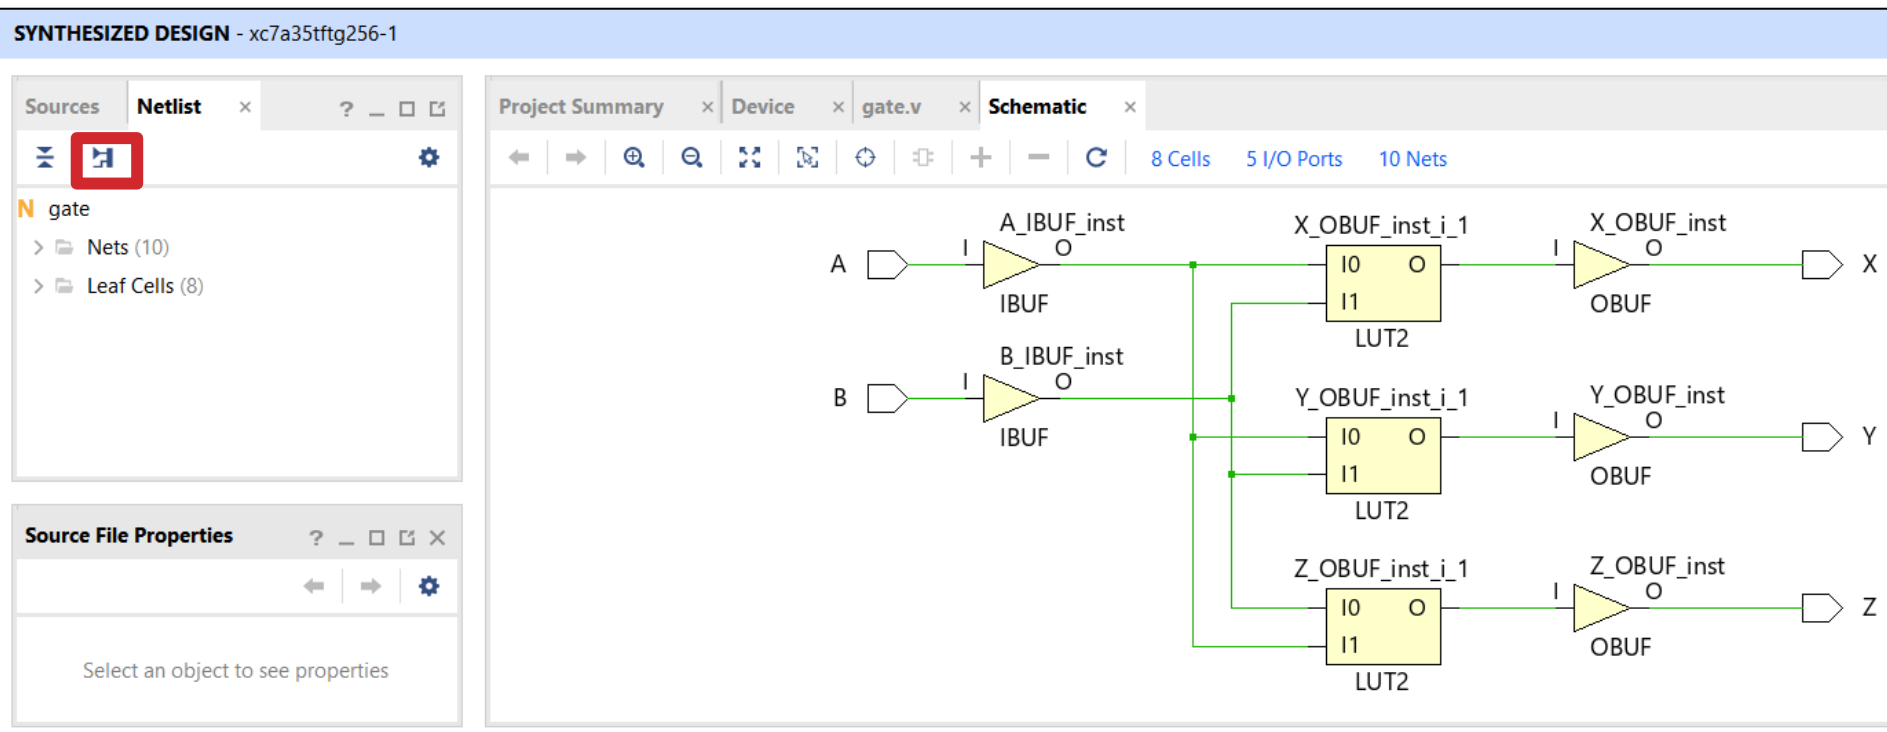 SYNTHESIZED DESIGN - xc7a35tftg256-1
Sources Netlist × ?
N gate
Nets (10)
Leaf Cells (8)
Source File Properties ?
Select an object to see properties
Project Summary × Device × gate.v × Schematic ×
8 Cells 5 I/O Ports 10 Nets
A_IBUF_inst X_OBUF_inst_i_1 X_OBUF_inst
A I O I0 O I O X
I1
IBUF LUT2 OBUF
B_IBUF_inst Y_OBUF_inst_i_1 Y_OBUF_inst
B I O I0 O I O Y
I1
IBUF LUT2 OBUF
Z_OBUF_inst_i_1 Z_OBUF_inst
I0 O I O Z
I1
LUT2 OBUF